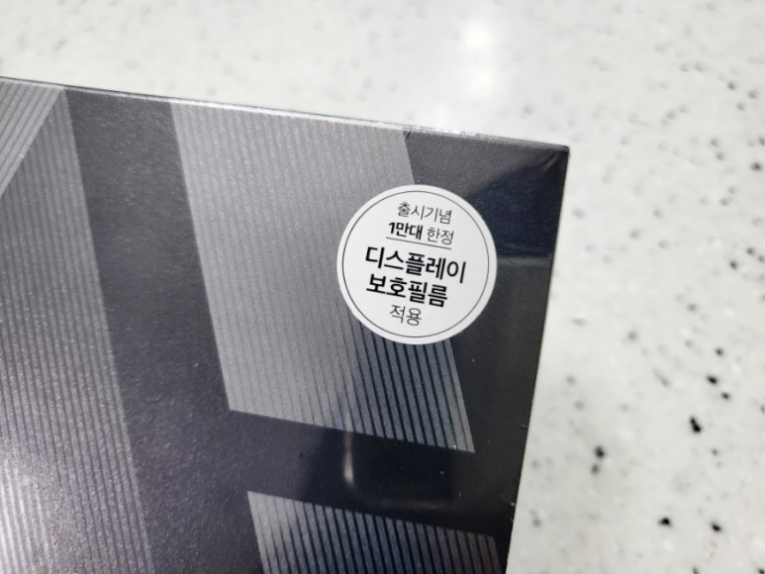 출시기념
1만대 한정
디스플레이
보호필름
적용